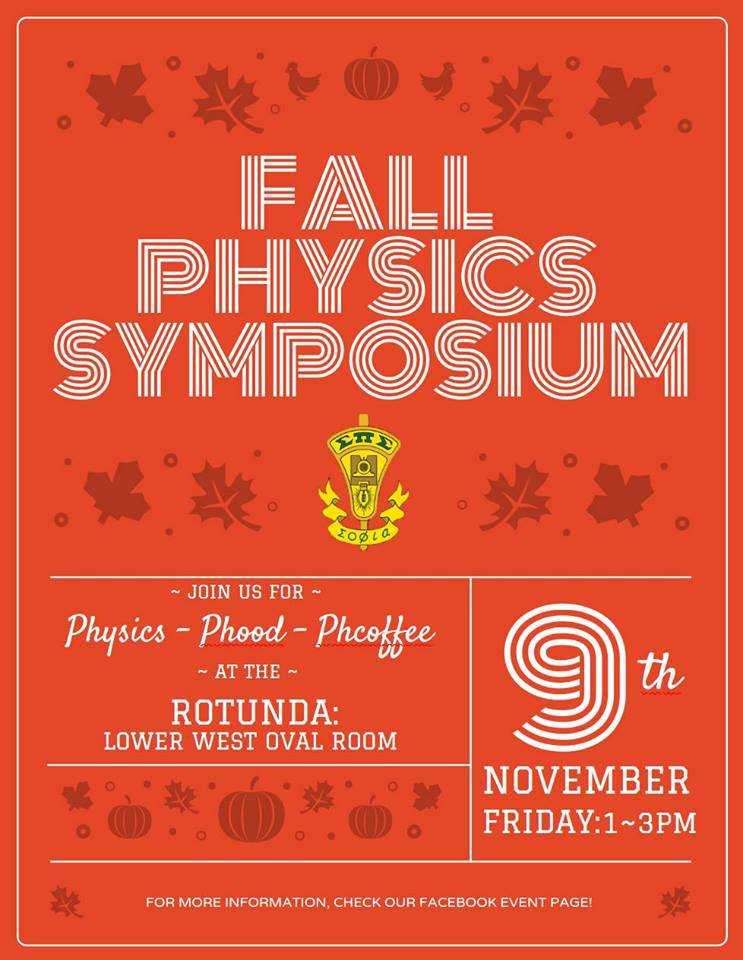 FALL
PHYSICS
SYMPOSIUM
ΣΠΣ
ΣΟΦΙΑ
~ JOIN US FOR ~
Physics - Phood - Phcoffee
~ AT THE ~
ROTUNDA:
LOWER WEST OVAL ROOM
9th
NOVEMBER
FRIDAY:1~3PM
FOR MORE INFORMATION, CHECK OUR FACEBOOK EVENT PAGE!